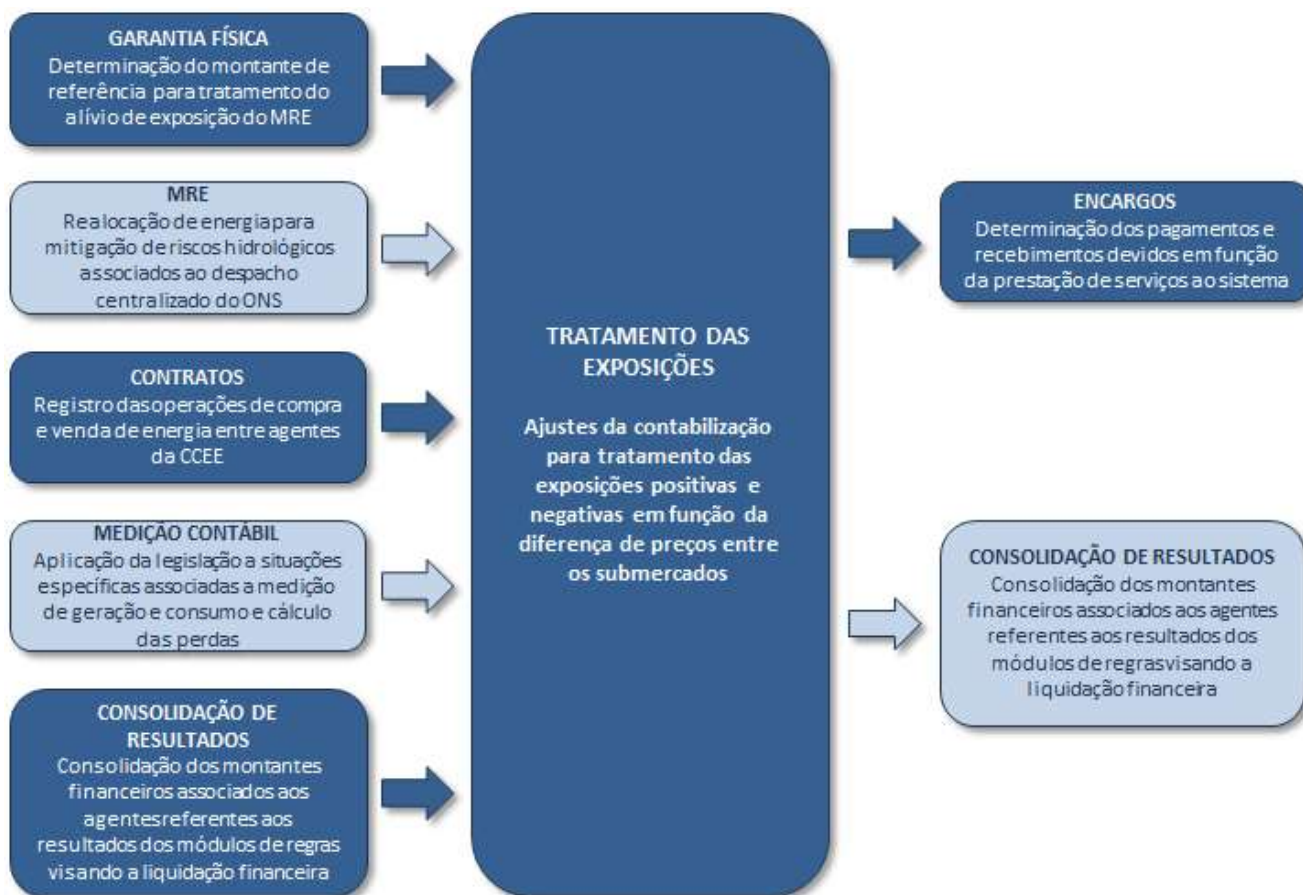 GARANTIA FÍSICA
Determinação do montante de
referência para tratamento do
alívio de exposição do MRE
MRE
Realocação de energia para
mitigação de riscos hidrológicos
associados ao despacho
centralizado do ONS
CONTRATOS
Registro das operações de compra
e venda de energia entre agentes
da CCEE
MEDIÇÃO CONTÁBIL
Aplicação da legislação a situações
específicas associadas a medição
de geração e consumo e cálculo
das perdas
CONSOLIDAÇÃO DE
RESULTADOS
Consolidação dos montantes
financeiros associados aos
agentes referentes aos
resultados dos módulos de regras
visando a liquidação financeira
TRATAMENTO DAS
EXPOSIÇÕES
Ajustes da contabilização
para tratamento das
exposições positivas e
negativas em função da
diferença de preços entre
os submercados
ENCARGOS
Determinação dos pagamentos e
recebimentos devidos em função
da prestação de serviços ao sistema
CONSOLIDAÇÃO DE RESULTADOS
Consolidação dos montantes
financeiros associados aos agentes
referentes aos resultados dos
módulos de regras visando a
liquidação financeira